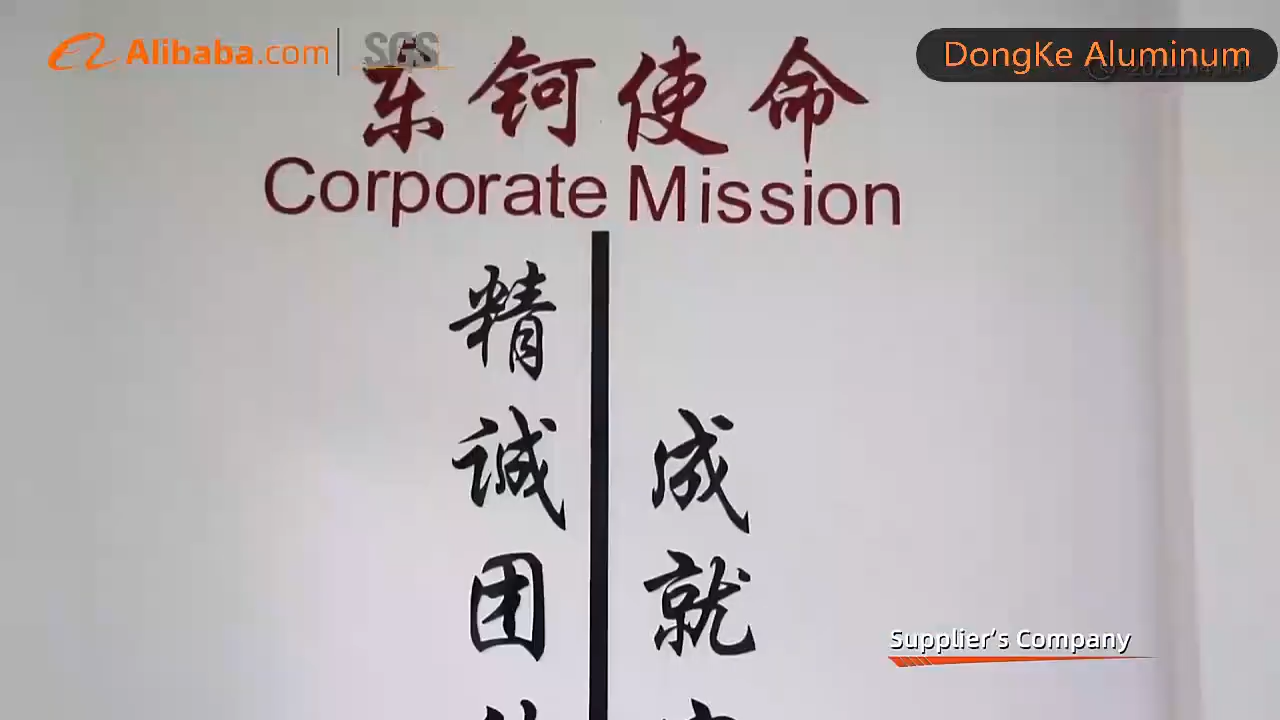 Alibaba.com
SGS
DongKe Aluminum
东钶使命
Corporate Mission
精诚团
成就
Supplier's Company